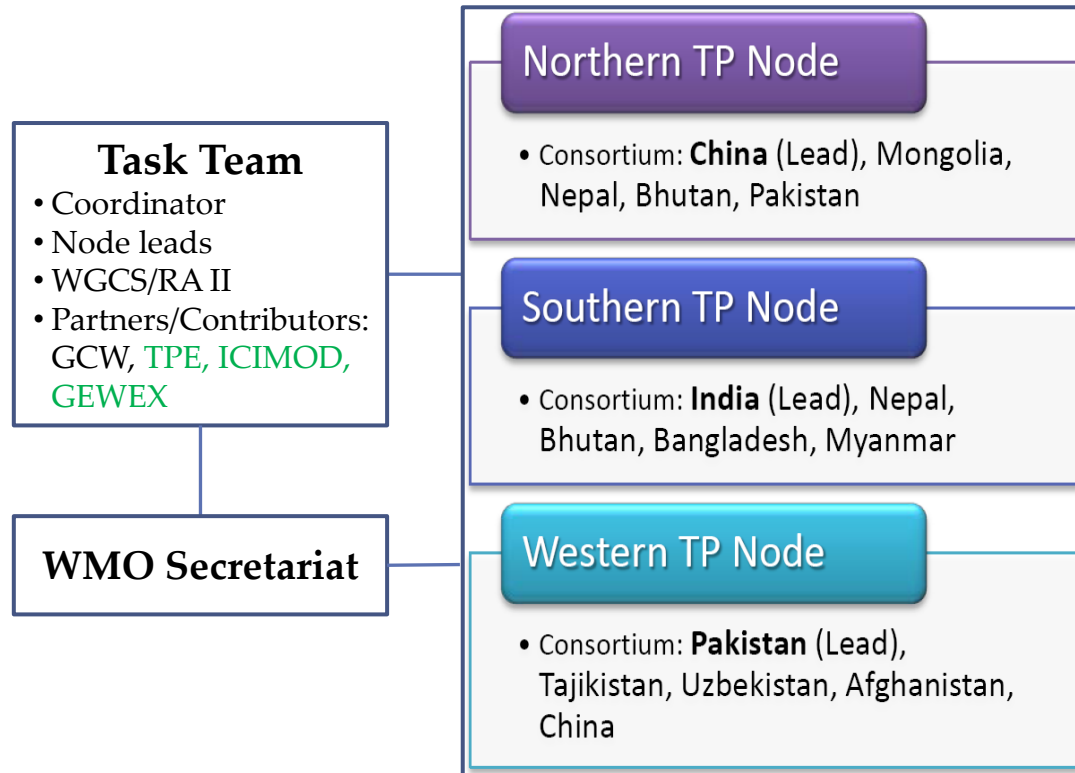 Task Team
• Coordinator
• Node leads
• WGCS/RA II
• Partners/Contributors:
GCW, TPE, ICIMOD,
GEWEX
WMO Secretariat
Northern TP Node
• Consortium: China (Lead), Mongolia,
Nepal, Bhutan, Pakistan
Southern TP Node
• Consortium: India (Lead), Nepal,
Bhutan, Bangladesh, Myanmar
Western TP Node
• Consortium: Pakistan (Lead),
Tajikistan, Uzbekistan, Afghanistan,
China